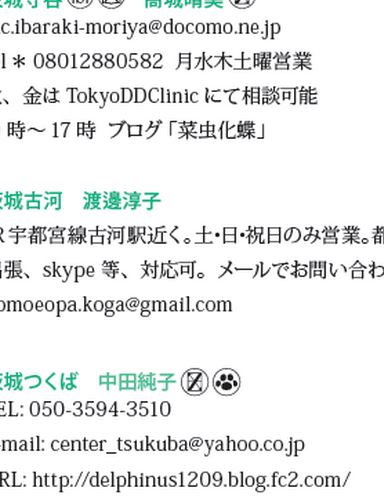 茨城守谷　高城晴美
c.ibaraki-moriya@docomo.ne.jp
l＊08012880582　月水木土曜営業
、金は TokyoDDClinic にて相談可能
時〜 17 時　ブログ「菜虫化蝶」
茨城古河　渡邊淳子
R 宇都宮線古河駅近く。土・日・祝日のみ営業。都
出張、skype 等、対応可。メールでお問い合わ
omoeopa.koga@gmail.com
茨城つくば　中田純子
EL: 050-3594-3510
-mail: center_tsukuba@yahoo.co.jp
RL: http://delphinus1209.blog.fc2.com/